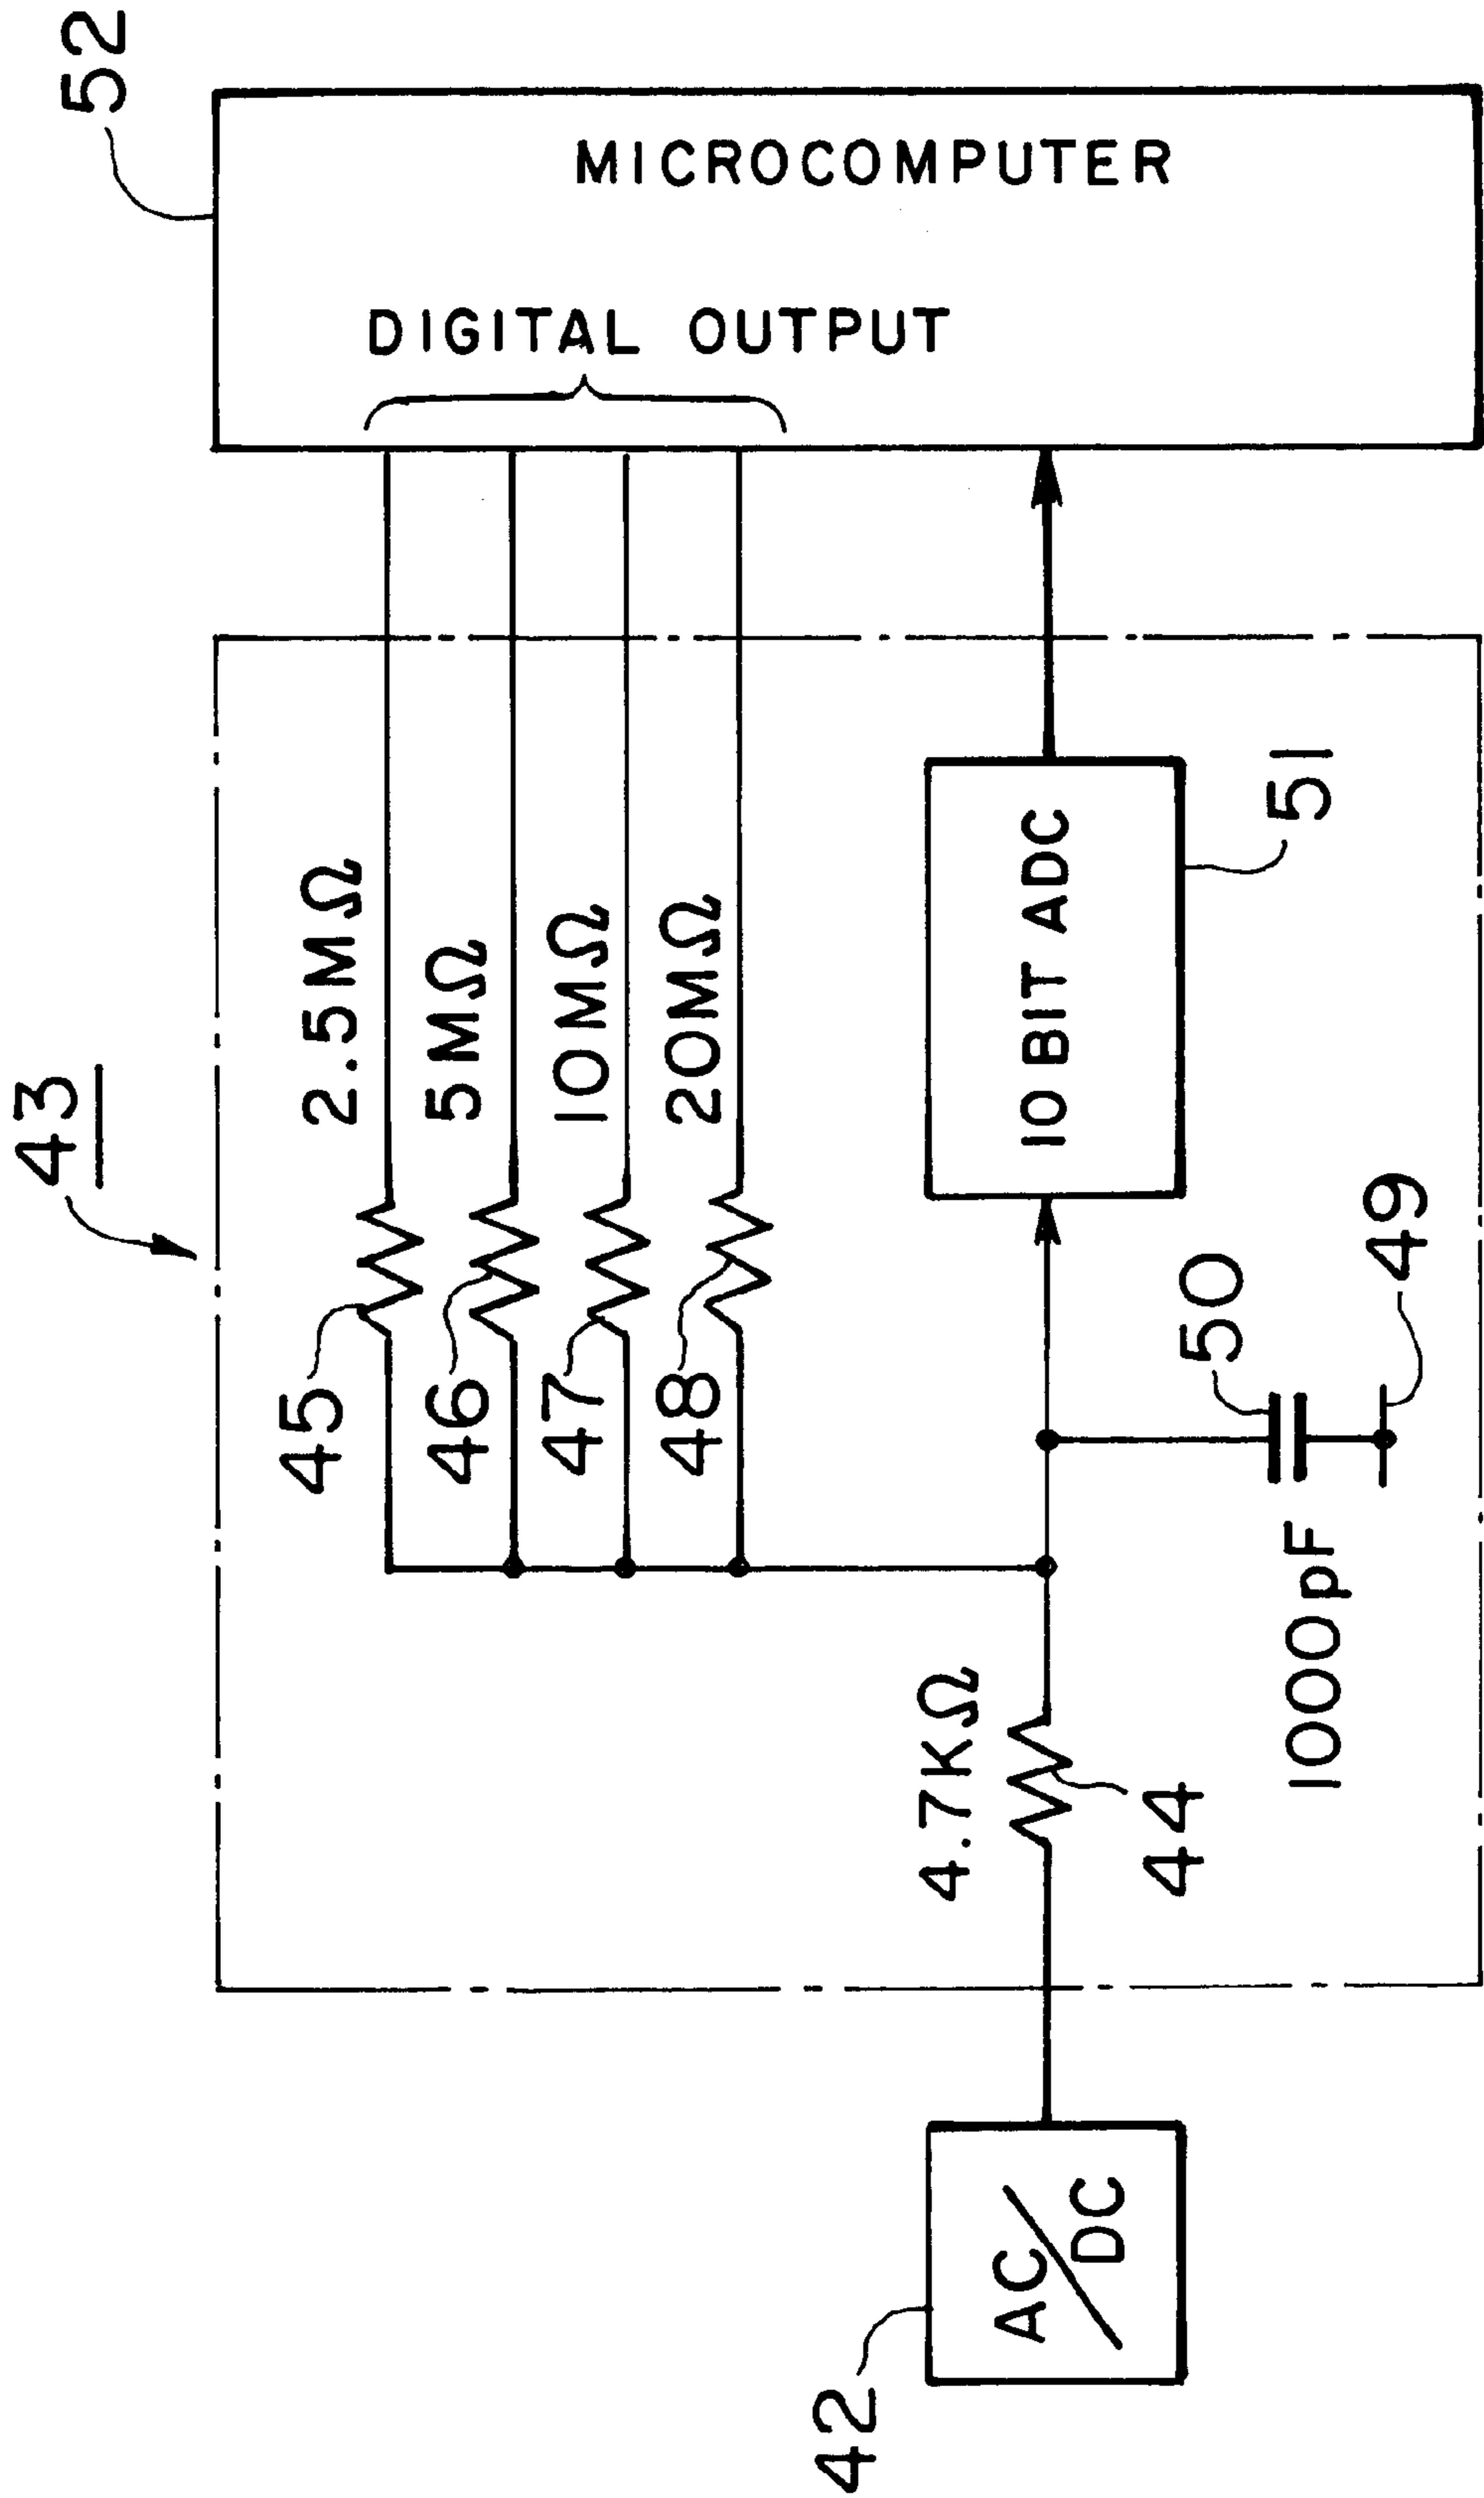 43
52
45
2.5MΩ
46
5MΩ
DIGITAL OUTPUT
MICROCOMPUTER
47
10MΩ
48
20MΩ
42
AC/DC
4.7KΩ
44
10 BIT ADC
50
51
1000pF
49